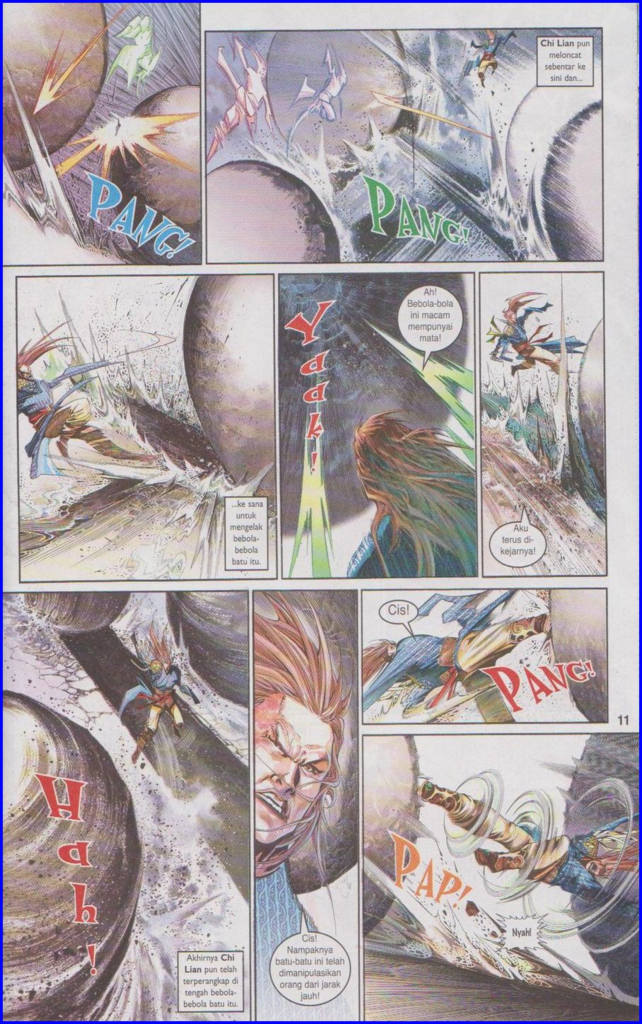 PANG!
Chi Lian pun
meloncat
sebentar ke
sini dan...
PANG!
...ke sana
untuk
mengelak
bebola-
bebola
batu itu.
Yaak!
Ah!
Bebola-bola
ini macam
mempunyai
mata!
Aku
terus di-
kejarnya!
Hah!
Akhirnya Chi
Lian pun telah
terperangkap di
tengah bebola-
bebola batu itu.
Cis!
Nampaknya
batu-batu ini telah
dimanipulasikan
orang dari jarak
jauh!
Cis!
PANG!
11
PAP!
Nyah!